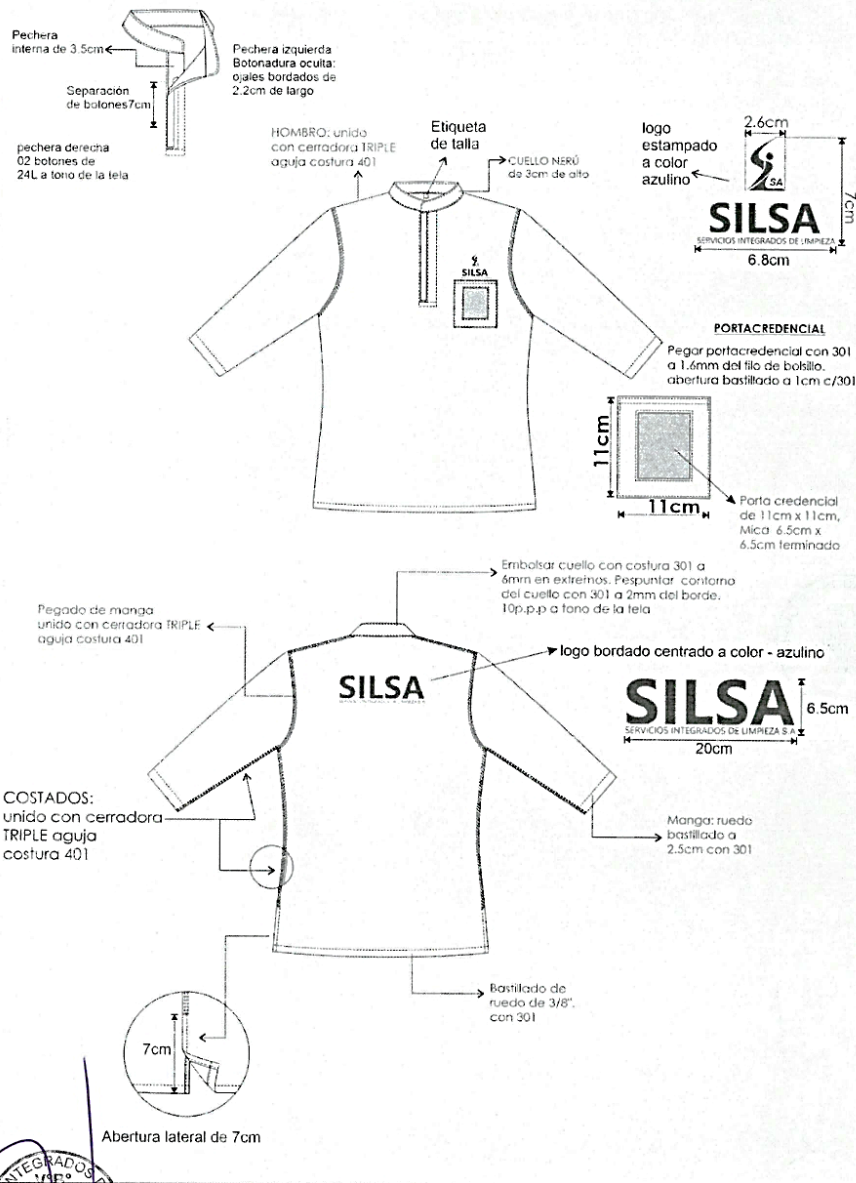 Pechera
interna de 3.5cm
Pechera izquierda
Botonadura oculta:
ojales bordados de
2.2cm de largo
Separación
de botones7cm
pechera derecha
02 botones de
24L a tono de la tela
HOMBRO: unido
con cerradora TRIPLE
aguja costura 401
Etiqueta
de talla
CUELLO NERÚ
de 3cm de alto
logo
estampado
a color
azulino
2.6cm
SA
7cm
SILSA
SERVICIOS INTEGRADOS DE LIMPIEZA
6.8cm
SILSA
PORTACREDENCIAL
Pegar portacredencial con 301
a 1.6mm del filo de bolsillo.
abertura bastillado a 1cm c/301
11cm
11cm
Porta credencial
de 11cm x 11cm,
Mica 6.5cm x
6.5cm terminado
Embolsar cuello con costura 301 a
6mm en extremos. Pespuntar contorno
del cuello con 301 a 2mm del borde.
10p.p.p a tono de la tela
Pegado de manga
unido con cerradora TRIPLE
aguja costura 401
logo bordado centrado a color - azulino
SILSA
SILSA
SERVICIOS INTEGRADOS DE LIMPIEZA S.A
6.5cm
20cm
COSTADOS:
unido con cerradora
TRIPLE aguja
costura 401
Manga: ruedo
bastillado a
2.5cm con 301
Bastillado de
ruedo de 3/8".
con 301
7cm
Abertura lateral de 7cm
INTEGRADOS
V°B°